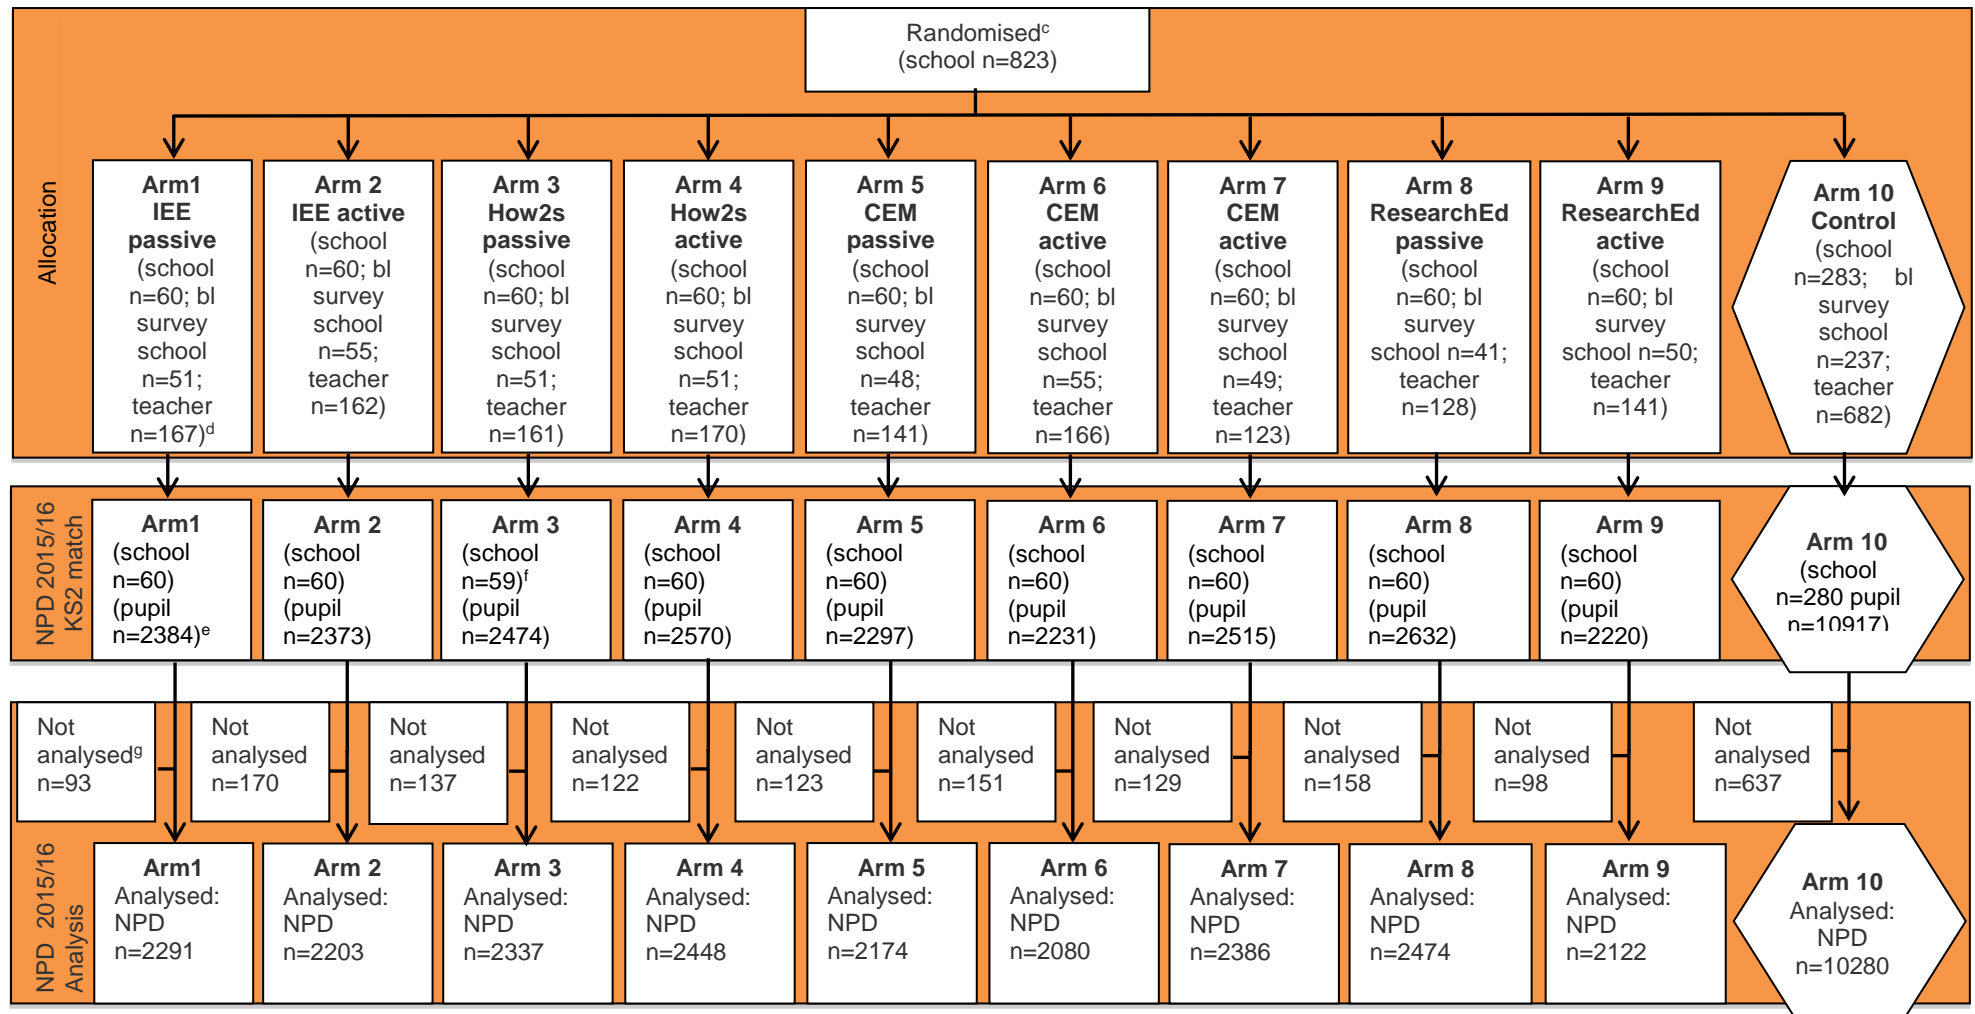 Randomisedᶜ
(school n=823)
Allocation
Arm1
IEE
passive
(school
n=60; bl
survey
school
n=51;
teacher
n=167)ᵈ
Arm 2
IEE active
(school
n=60; bl
survey
school
n=55;
teacher
n=162)
Arm 3
How2s
passive
(school
n=60; bl
survey
school
n=51;
teacher
n=161)
Arm 4
How2s
active
(school
n=60; bl
survey
school
n=51;
teacher
n=170)
Arm 5
CEM
passive
(school
n=60; bl
survey
school
n=48;
teacher
n=141)
Arm 6
CEM
active
(school
n=60; bl
survey
school
n=55;
teacher
n=166)
Arm 7
CEM
active
(school
n=60; bl
survey
school
n=49;
teacher
n=123)
Arm 8
ResearchEd
passive
(school
n=60; bl
survey
school n=41;
teacher
n=128)
Arm 9
ResearchEd
active
(school
n=60; bl
survey
school n=50;
teacher
n=141)
Arm 10
Control
(school
n=283; bl
survey
school
n=237;
teacher
n=682)
NPD 2015/16
KS2 match
Arm1
(school
n=60)
(pupil
n=2384)ᵉ
Arm 2
(school
n=60)
(pupil
n=2373)
Arm 3
(school
n=59)ᶠ
(pupil
n=2474)
Arm 4
(school
n=60)
(pupil
n=2570)
Arm 5
(school
n=60)
(pupil
n=2297)
Arm 6
(school
n=60)
(pupil
n=2231)
Arm 7
(school
n=60)
(pupil
n=2515)
Arm 8
(school
n=60)
(pupil
n=2632)
Arm 9
(school
n=60)
(pupil
n=2220)
Arm 10
(school
n=280 pupil
n=10917)
Not
analysedᵍ
n=93
Not
analysed
n=170
Not
analysed
n=137
Not
analysed
n=122
Not
analysed
n=123
Not
analysed
n=151
Not
analysed
n=129
Not
analysed
n=158
Not
analysed
n=98
Not
analysed
n=637
NPD 2015/16
Analysis
Arm1
Analysed:
NPD
n=2291
Arm 2
Analysed:
NPD
n=2203
Arm 3
Analysed:
NPD
n=2337
Arm 4
Analysed:
NPD
n=2448
Arm 5
Analysed:
NPD
n=2174
Arm 6
Analysed:
NPD
n=2080
Arm 7
Analysed:
NPD
n=2386
Arm 8
Analysed:
NPD
n=2474
Arm 9
Analysed:
NPD
n=2122
Arm 10
Analysed:
NPD
n=10280